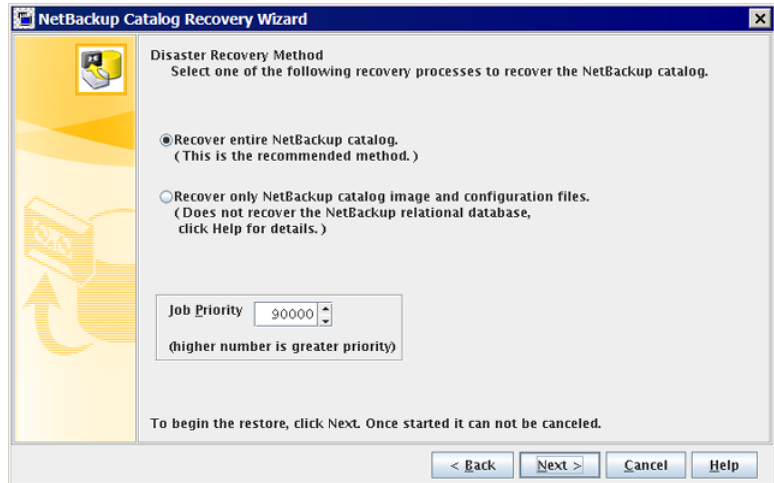 NetBackup Catalog Recovery Wizard
Disaster Recovery Method
Select one of the following recovery processes to recover the NetBackup catalog.
Recover entire NetBackup catalog.
(This is the recommended method.)
Recover only NetBackup catalog image and configuration files.
(Does not recover the NetBackup relational database,
click Help for details.)
Job Priority 90000
(higher number is greater priority)
To begin the restore, click Next. Once started it can not be canceled.
< Back Next > Cancel Help